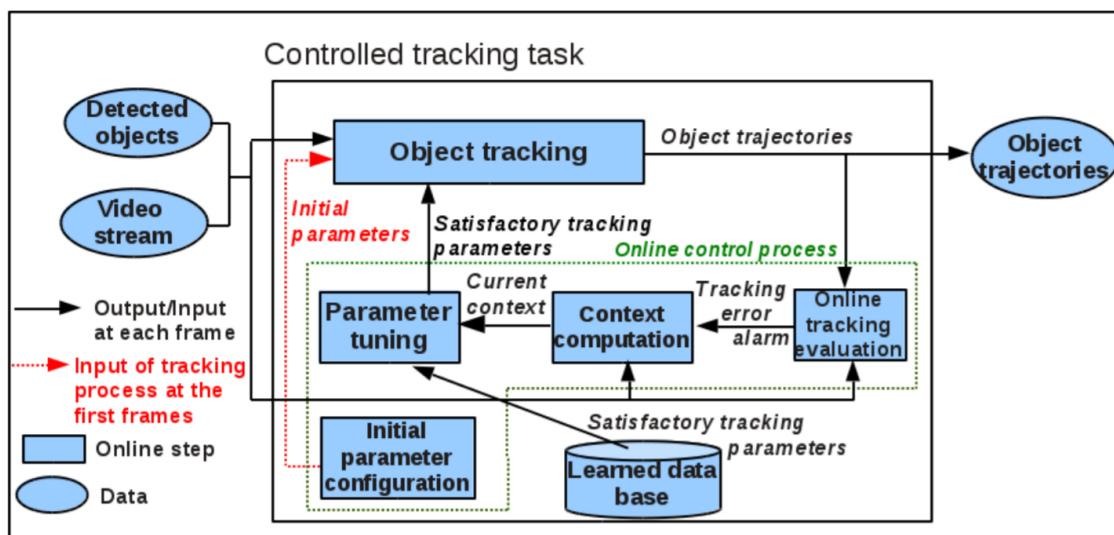 Controlled tracking task
Detected
objects
Video
stream
Object tracking
Object trajectories
Object
trajectories
Initial
parameters
Satisfactory tracking
parameters
Online control process
Parameter
tuning
Current
context
Context
computation
Tracking
error
alarm
Online
tracking
evaluation
Output/Input
at each frame
Input of tracking
process at the
first frames
Online step
Data
Initial
parameter
configuration
Satisfactory tracking
parameters
Learned data
base